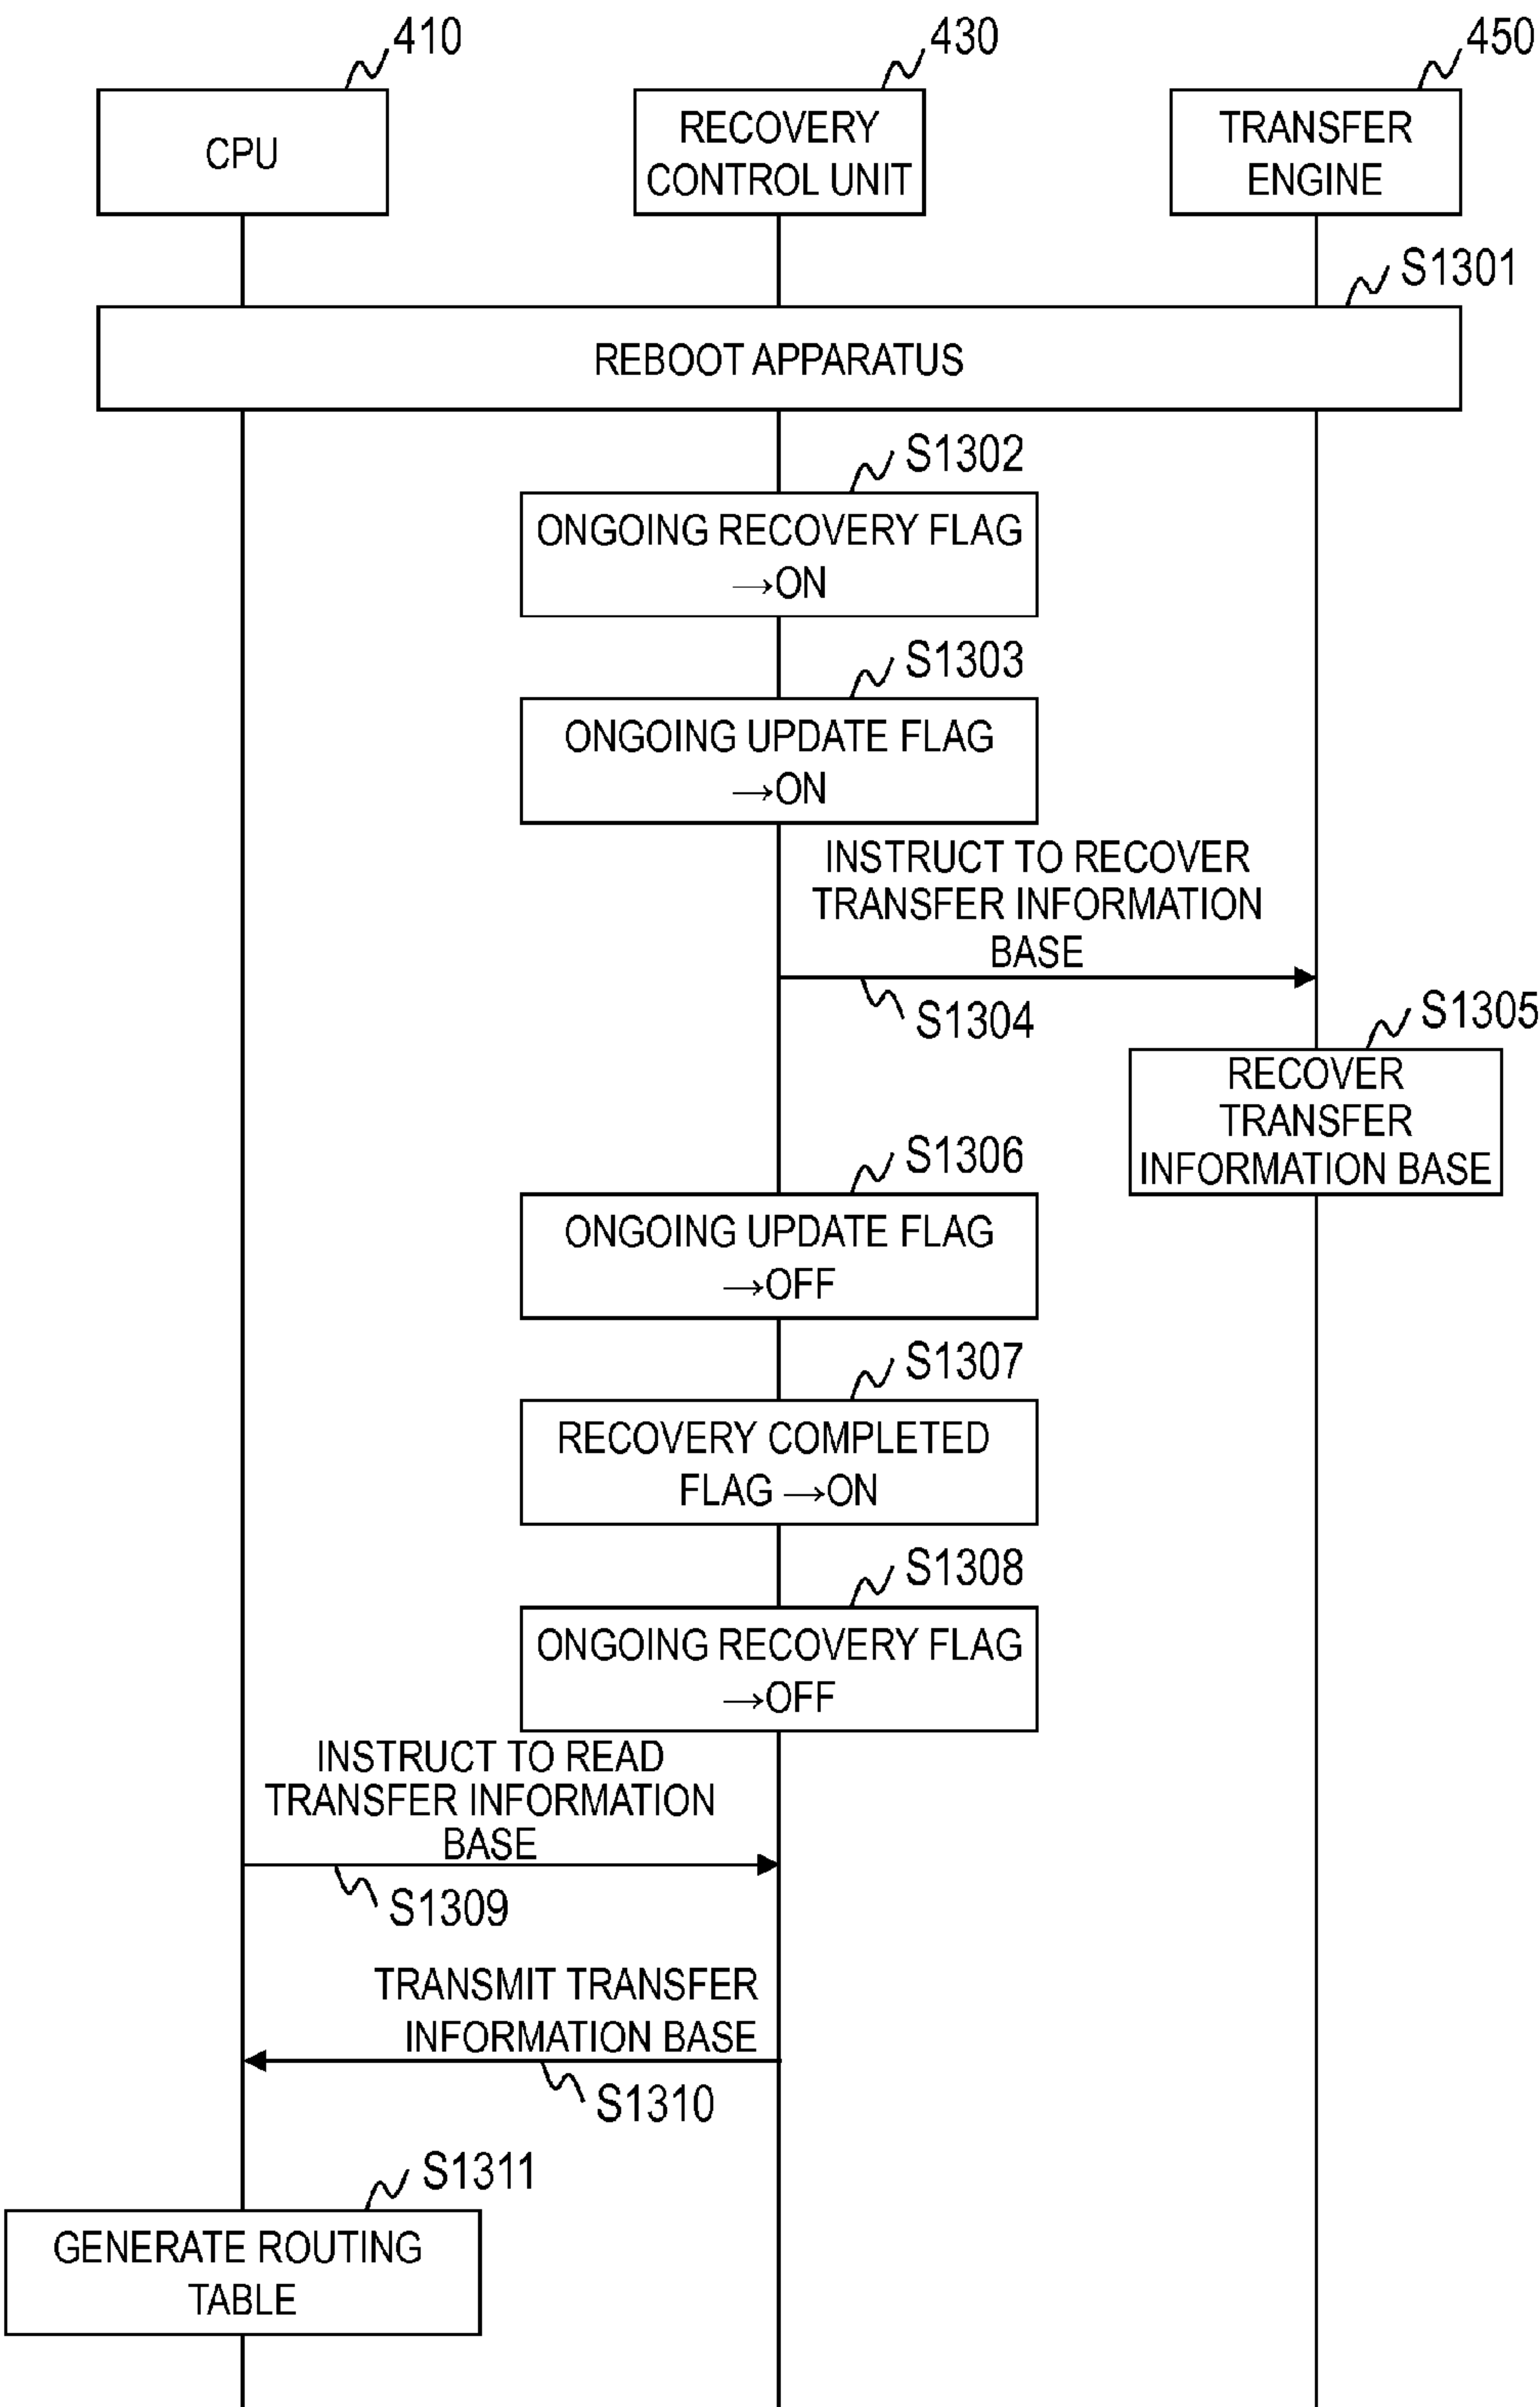 410
430
450
CPU
RECOVERY
CONTROL UNIT
TRANSFER
ENGINE
S1301
REBOOT APPARATUS
S1302
ONGOING RECOVERY FLAG
→ON
S1303
ONGOING UPDATE FLAG
→ON
INSTRUCT TO RECOVER
TRANSFER INFORMATION
BASE
S1304
S1305
RECOVER
TRANSFER
INFORMATION BASE
S1306
ONGOING UPDATE FLAG
→OFF
S1307
RECOVERY COMPLETED
FLAG →ON
S1308
ONGOING RECOVERY FLAG
→OFF
INSTRUCT TO READ
TRANSFER INFORMATION
BASE
S1309
TRANSMIT TRANSFER
INFORMATION BASE
S1310
S1311
GENERATE ROUTING
TABLE